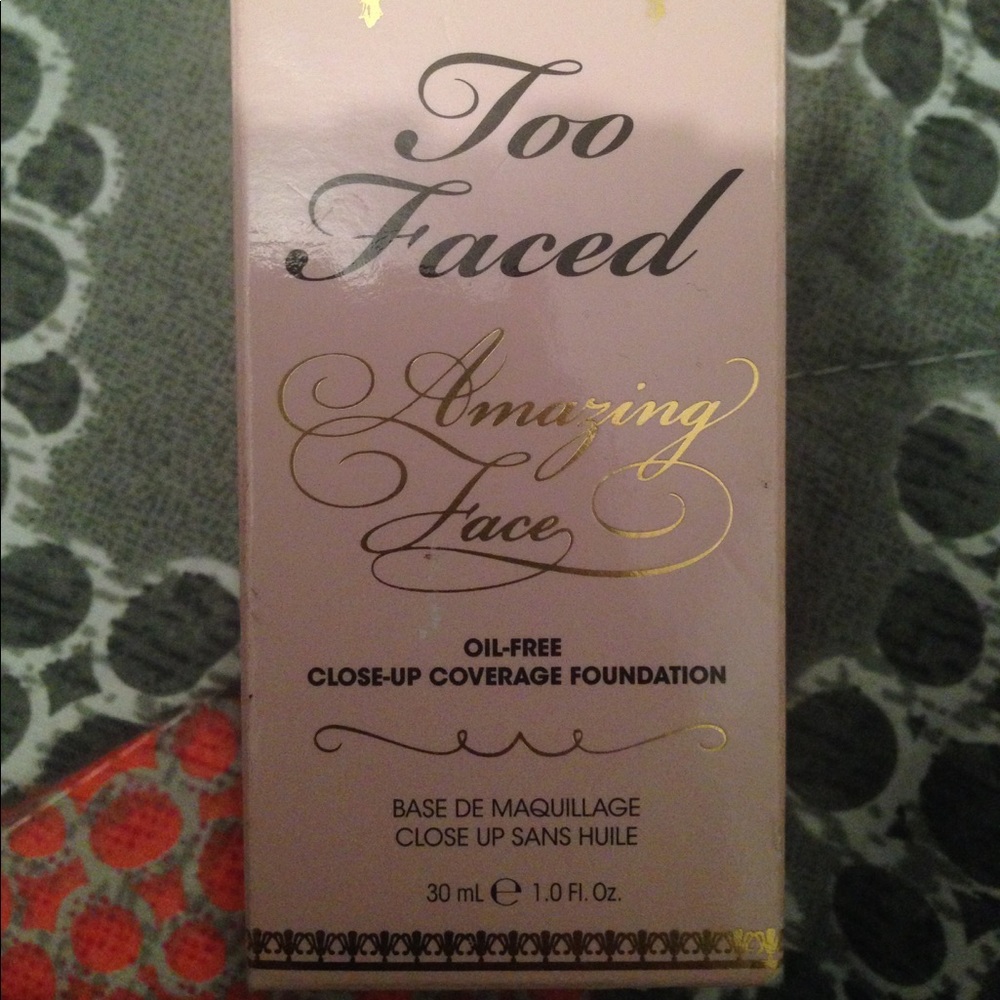 Too
Faced
Amazing
Face
OIL-FREE
CLOSE-UP COVERAGE FOUNDATION
BASE DE MAQUILLAGE
CLOSE UP SANS HUILE
30 mL ℮ 1.0 Fl. Oz.